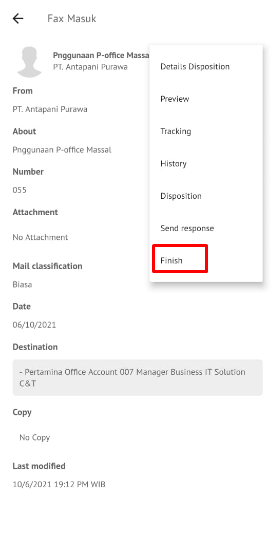 Fax Masuk
Pnggunaan P-office Massa
PT. Antapani Purawa
Details Disposition
Preview
Tracking
History
Disposition
Send response
Finish
From
PT. Antapani Purawa
About
Pnggunaan P-office Massal
Number
055
Attachment
No Attachment
Mail classification
Biasa
Date
06/10/2021
Destination
- Pertamina Office Account 007 Manager Business IT Solution
C&T
Copy
No Copy
Last modified
10/6/2021 19:12 PM WIB